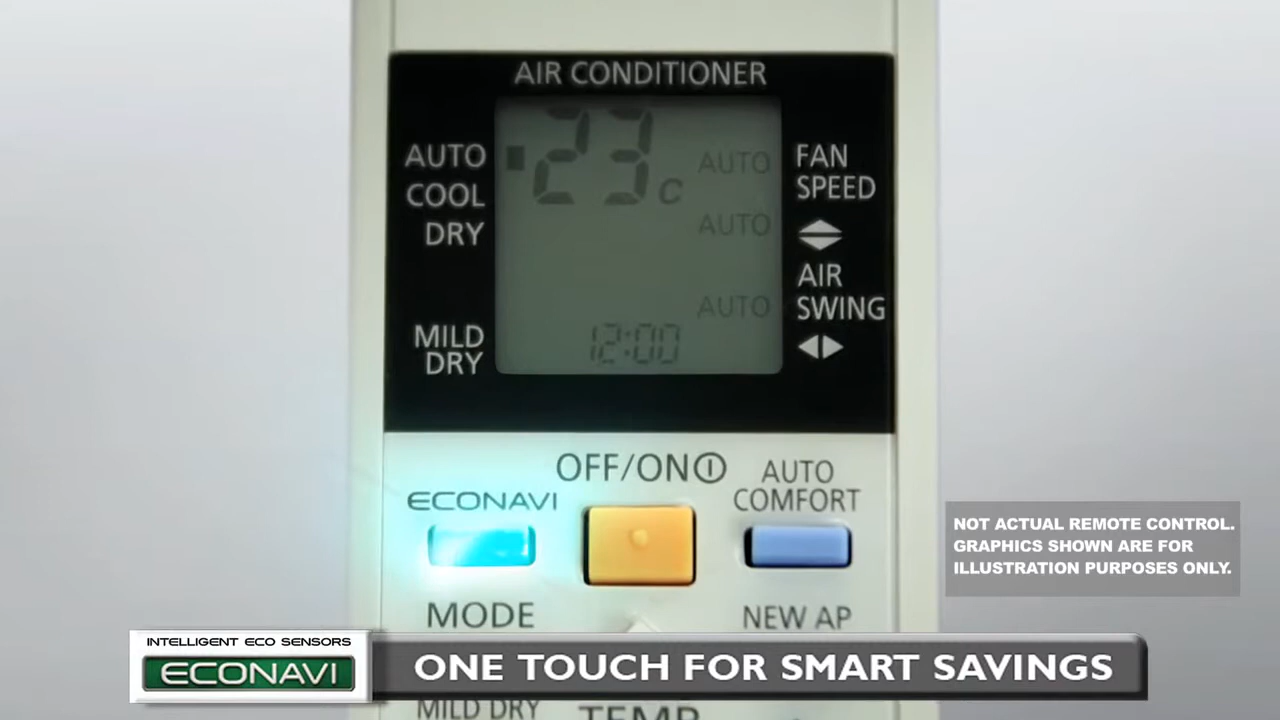 AIR CONDITIONER
AUTO
COOL
DRY
MILD
DRY
23C
AUTO
AUTO
AUTO
12:00
FAN
SPEED
AIR
SWING
OFF/ON
ECONAVI
AUTO
COMFORT
MODE
NEW AP
NOT ACTUAL REMOTE CONTROL.
GRAPHICS SHOWN ARE FOR
ILLUSTRATION PURPOSES ONLY.
INTELLIGENT ECO SENSORS
ECONAVI
ONE TOUCH FOR SMART SAVINGS
MILD DRY
TEMP